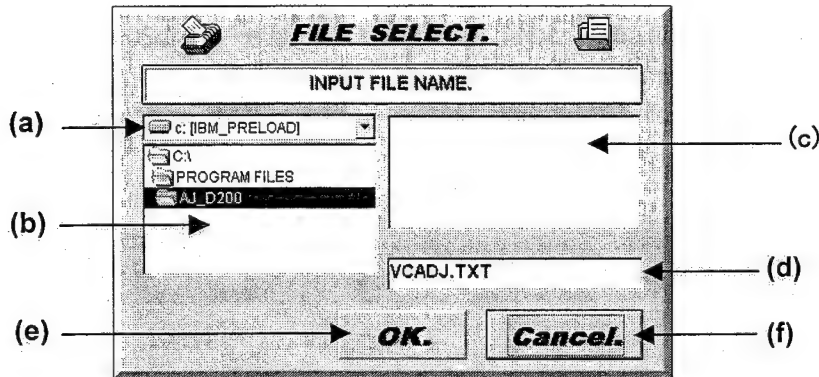 FILE SELECT.
INPUT FILE NAME.
(a)
c: [IBM_PRELOAD]
(c)
C:\
PROGRAM FILES
AJ_D200
(b)
VCADJ.TXT
(d)
(e)
OK.
Cancel.
(f)